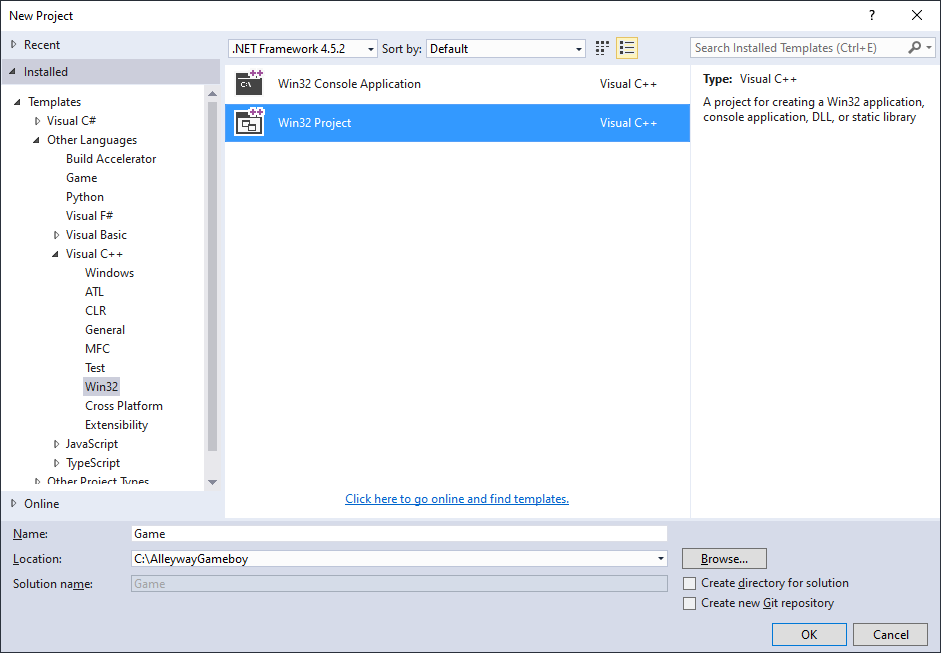 New Project
?
Recent
.NET Framework 4.5.2 Sort by: Default
Search Installed Templates (Ctrl+E)
Installed
Templates
Visual C#
Other Languages
Build Accelerator
Game
Python
Visual F#
Visual Basic
Visual C++
Windows
ATL
CLR
General
MFC
Test
Win32
Cross Platform
Extensibility
JavaScript
TypeScript
Other Project Types
Online
C:\
Win32 Console Application Visual C++
Win32 Project Visual C++
Click here to go online and find templates.
Type: Visual C++
A project for creating a Win32 application,
console application, DLL, or static library
Name: Game
Location: C:\AlleywayGameboy
Browse...
Solution name: Game
Create directory for solution
Create new Git repository
OK Cancel